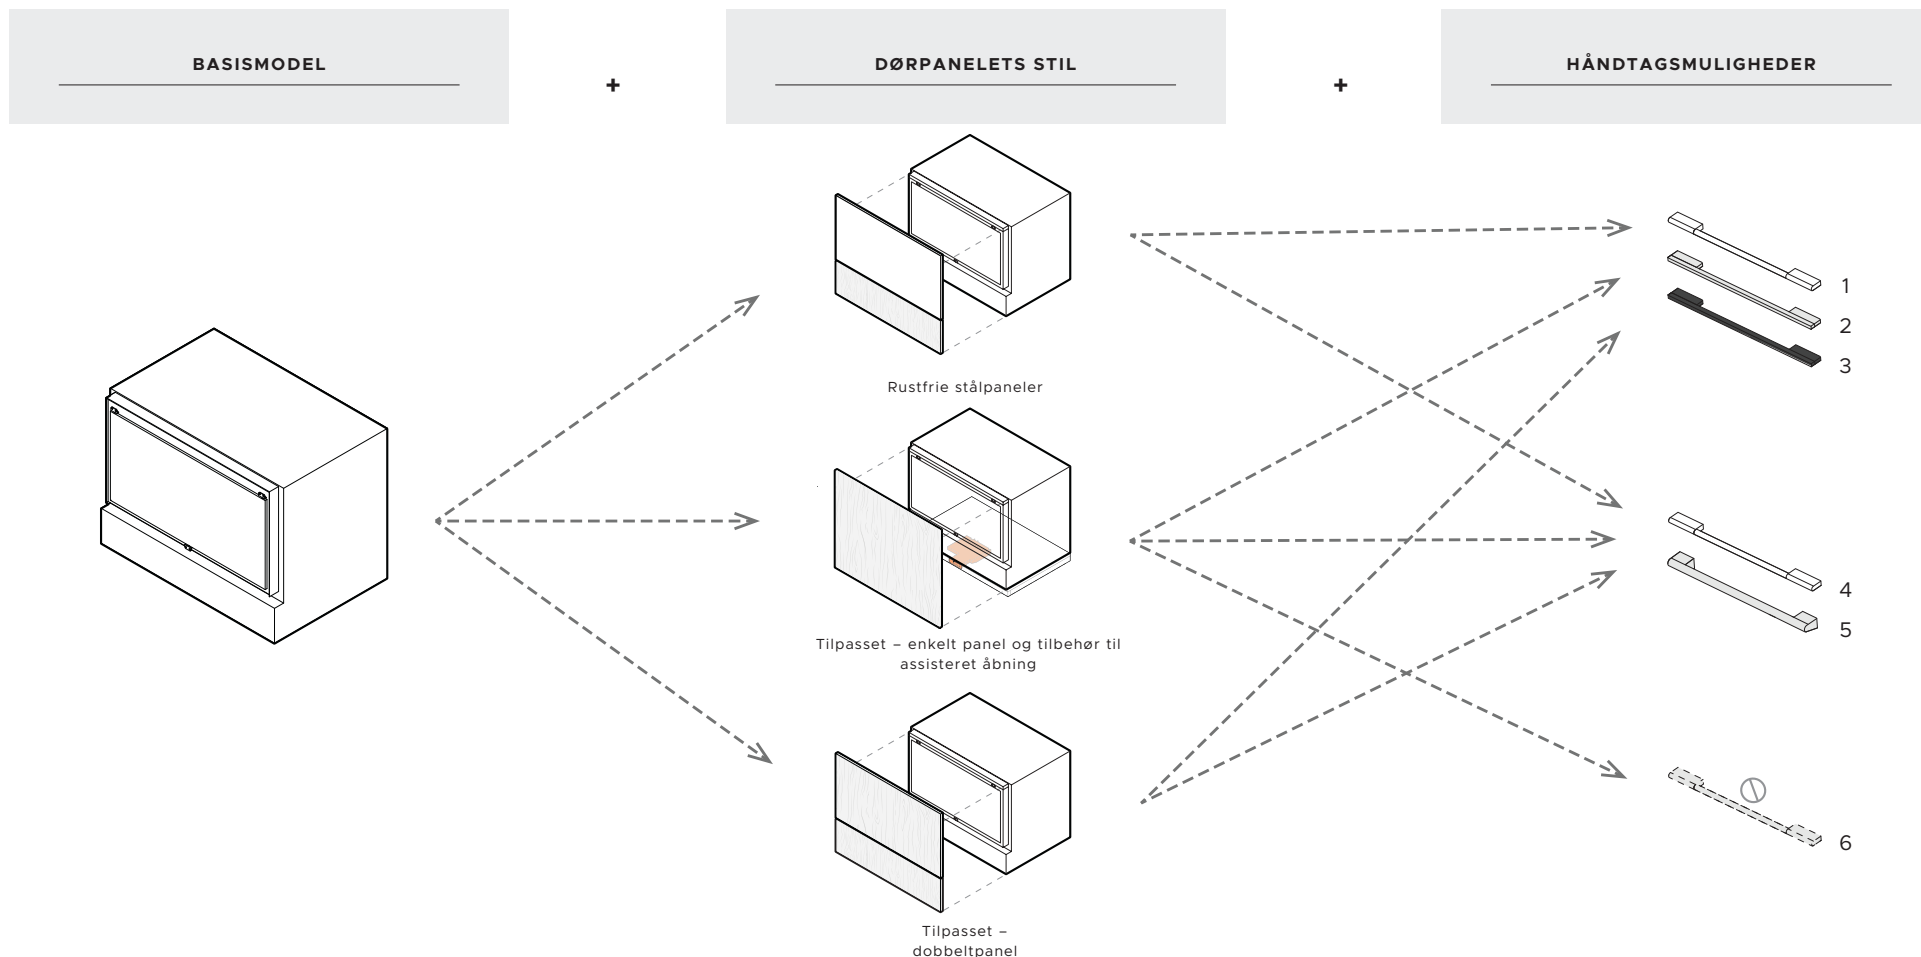 BASISMODEL
+
DØRPANELETS STIL
+
HÅNDTAGSMULIGHEDER
Rustfrie stålpaneler
Tilpasset – enkelt panel og tilbehør til
assisteret åbning
Tilpasset –
dobbeltpanel
1
2
3
4
5
6